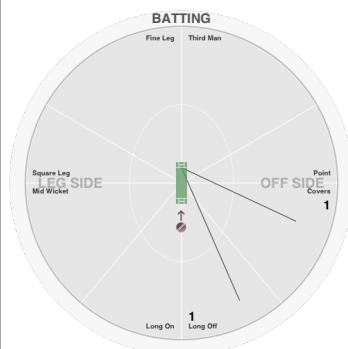 BATTING
Fine Leg
Third Man
Square Leg
Point
LEG SIDE
OFF SIDE
Mid Wicket
Covers
1
1
Long On
Long Off